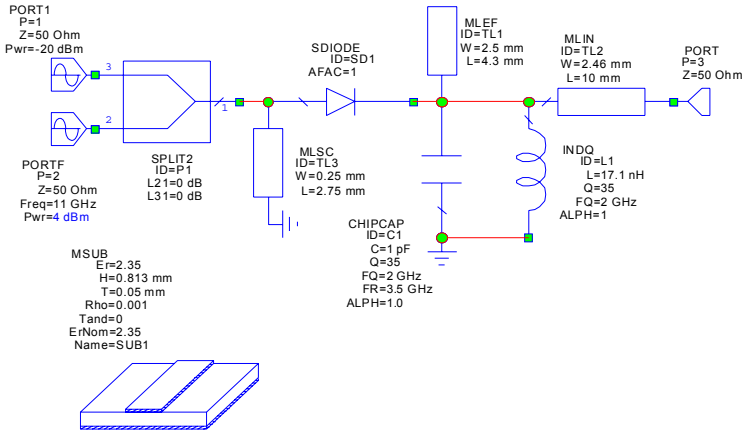 PORT1
P=1
Z=50 Ohm
Pwr=-20 dBm
3
2
1
PORTF
P=2
Z=50 Ohm
Freq=11 GHz
Pwr=4 dBm
SPLIT2
ID=P1
L21=0 dB
L31=0 dB
SDIODE
ID=SD1
AFAC=1
MLSC
ID=TL3
W=0.25 mm
L=2.75 mm
MLEF
ID=TL1
W=2.5 mm
L=4.3 mm
MLIN
ID=TL2
W=2.46 mm
L=10 mm
PORT
P=3
Z=50 Ohm
INDQ
ID=L1
L=17.1 nH
Q=35
FQ=2 GHz
ALPH=1
CHIPCAP
ID=C1
C=1 pF
Q=35
FQ=2 GHz
FR=3.5 GHz
ALPH=1.0
MSUB
Er=2.35
H=0.813 mm
T=0.05 mm
Rho=0.001
Tand=0
ErNom=2.35
Name=SUB1